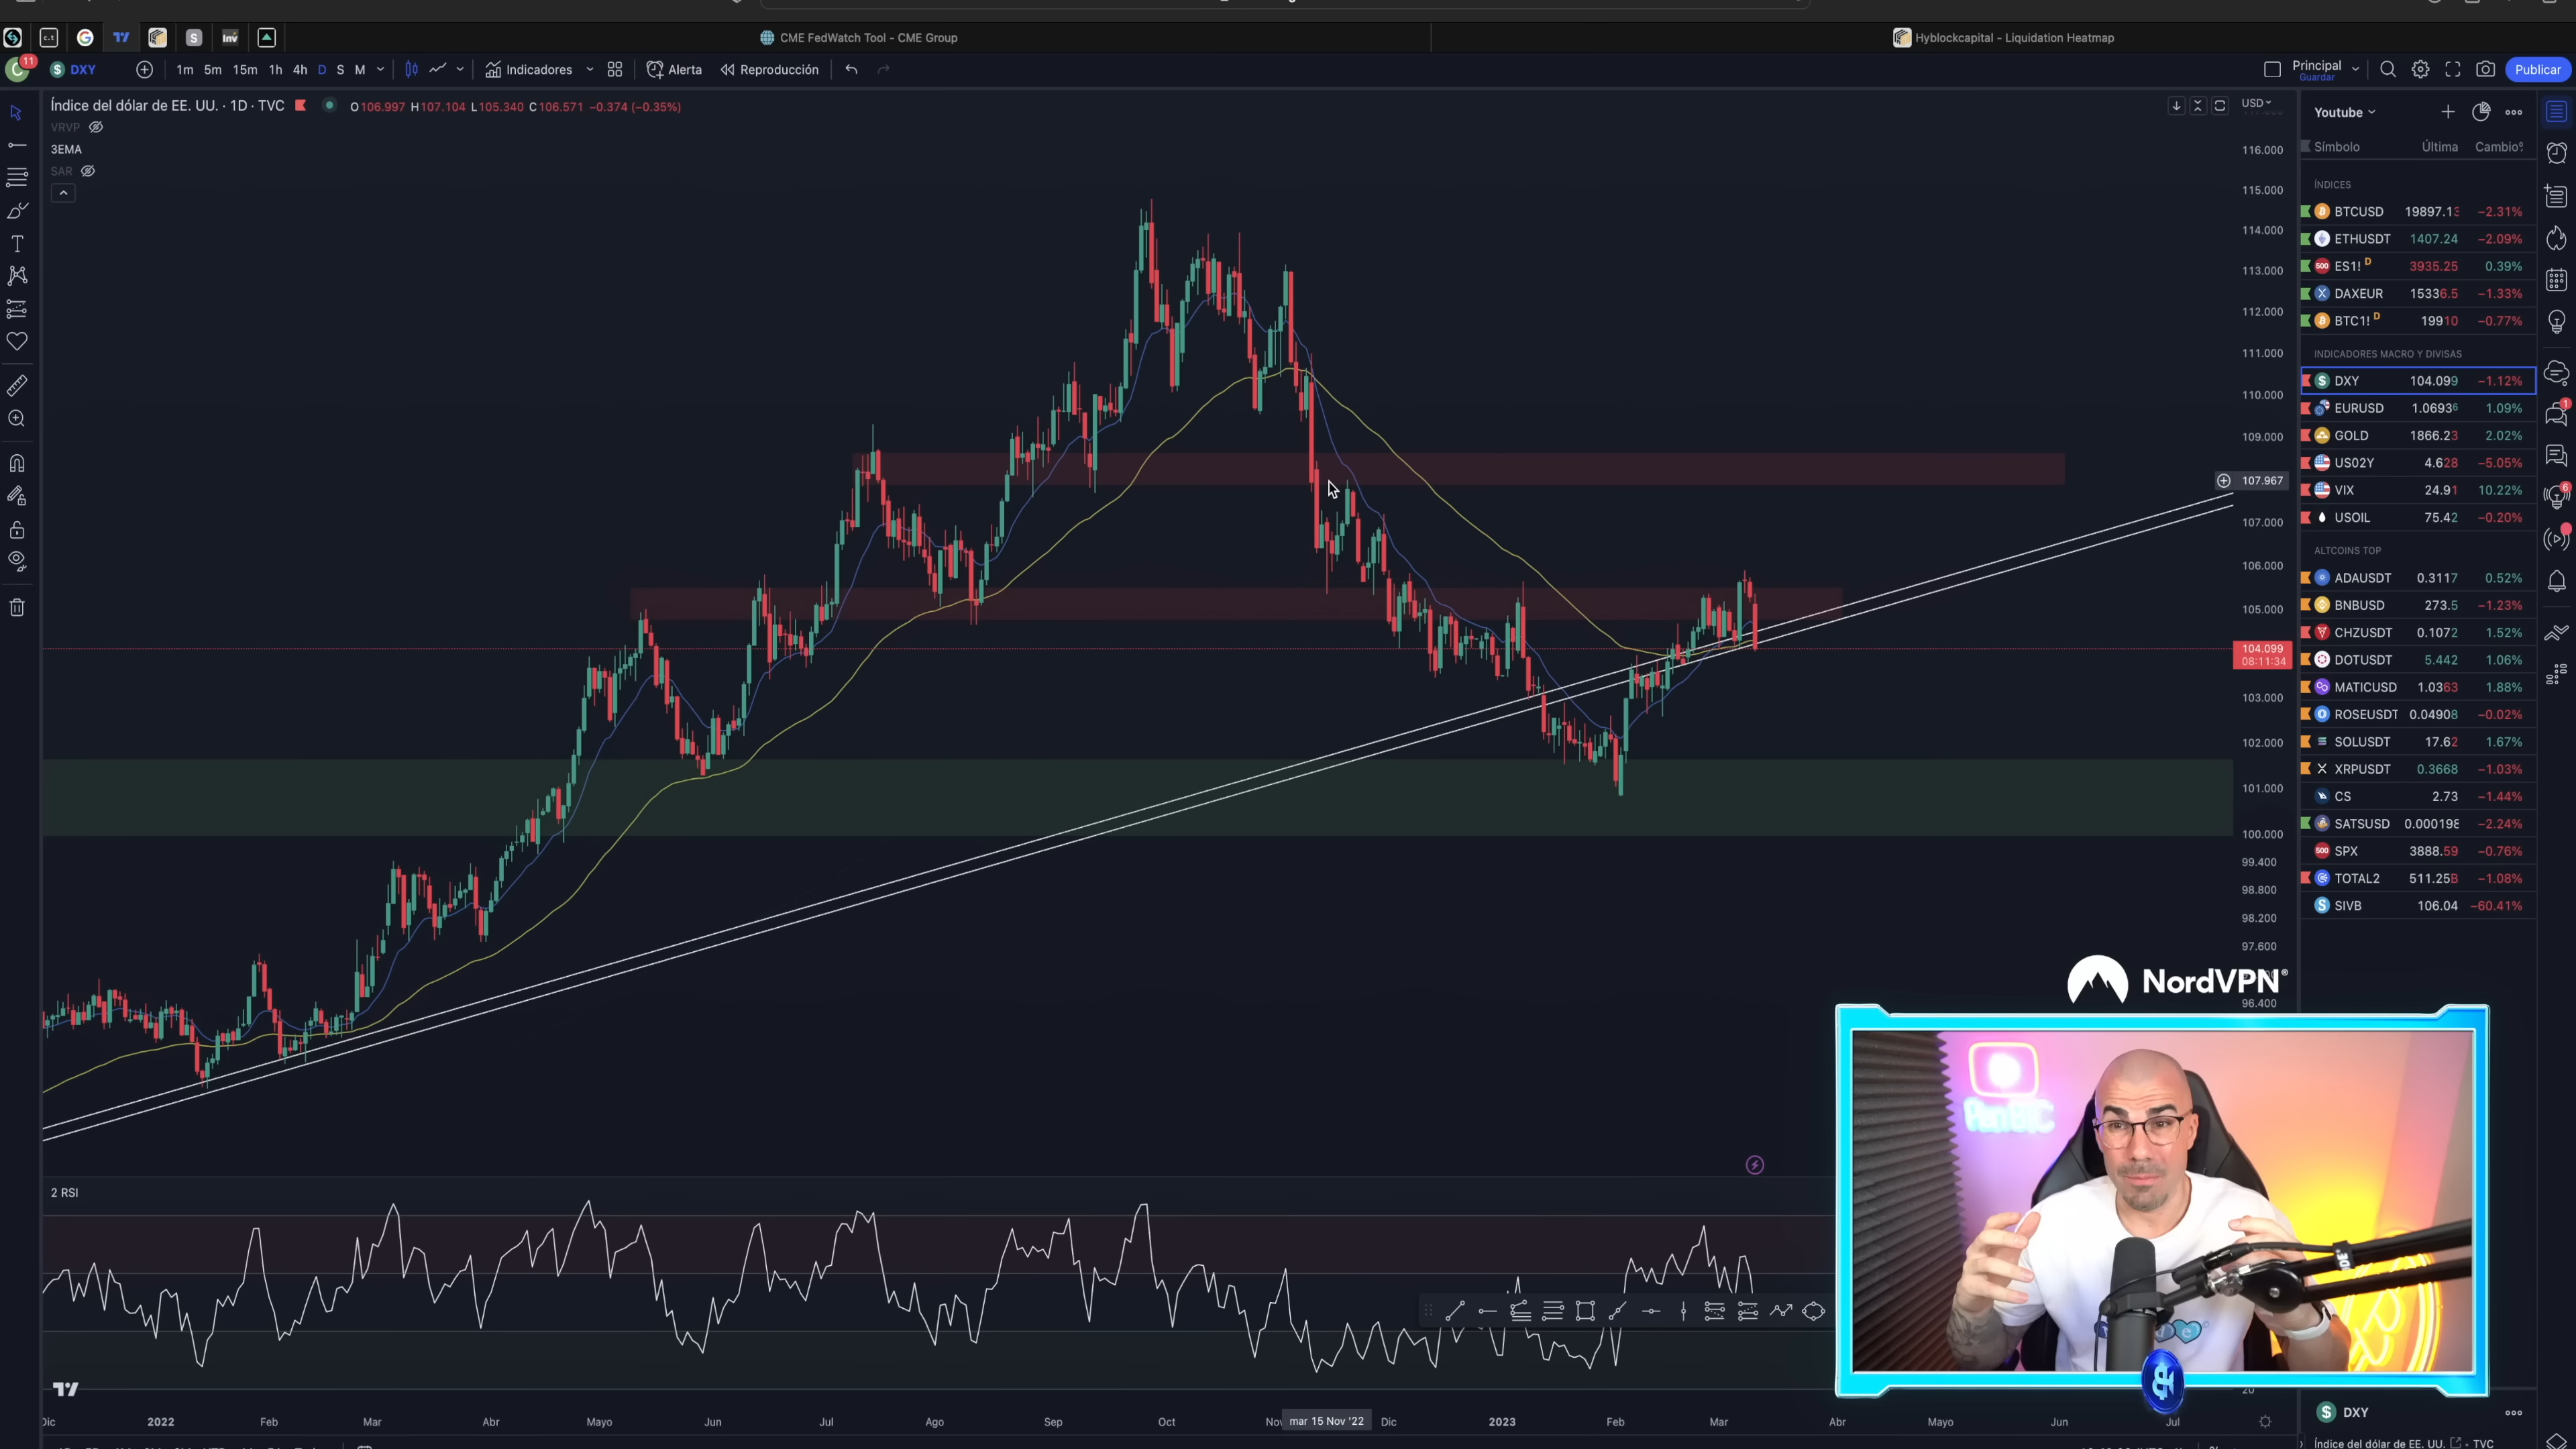 CME FedWatch Tool - CME Group
Hyblockcapital - Liquidation Heatmap
c.t
S
Inv
11
DXY
1m 5m 15m 1h 4h D S M
Indicadores
Alerta
Reproducción
Principal
Guardar
Publicar
Índice del dólar de EE. UU. · 1D · TVC
O106.997 H107.104 L105.340 C106.571 −0.374 (−0.35%)
VRVP
3EMA
SAR
USD
116.000
115.000
114.000
113.000
112.000
111.000
110.000
109.000
107.967
107.000
106.000
105.000
104.099
08:11:34
103.000
102.000
101.000
100.000
99.400
98.800
98.200
97.600
96.400
Youtube
Símbolo Última Cambio%
ÍNDICES
BTCUSD 19897.13 −2.31%
ETHUSDT 1407.24 −2.09%
ES1! D 3935.25 0.39%
DAXEUR 15336.5 −1.33%
BTC1! D 19910 −0.77%
INDICADORES MACRO Y DIVISAS
DXY 104.099 −1.12%
EURUSD 1.06936 1.09%
GOLD 1866.23 2.02%
US02Y 4.628 −5.05%
VIX 24.91 10.22%
USOIL 75.42 −0.20%
ALTCOINS TOP
ADAUSDT 0.3117 0.52%
BNBUSD 273.5 −1.23%
CHZUSDT 0.1072 1.52%
DOTUSDT 5.442 1.06%
MATICUSD 1.0363 1.88%
ROSEUSDT 0.04908 −0.02%
SOLUSDT 17.62 1.67%
XRPUSDT 0.3668 −1.03%
CS 2.73 −1.44%
SATSUSD 0.000198 −2.24%
SPX 3888.59 −0.76%
TOTAL2 511.25B −1.08%
SIVB 106.04 −60.41%
1
6
NordVPN®
2 RSI
20
2022 Feb Mar Abr Mayo Jun Jul Ago Sep Oct mar 15 Nov '22 Dic 2023 Feb Mar Abr Mayo Jun Jul
DXY
Índice del dólar de EE. UU. · TVC